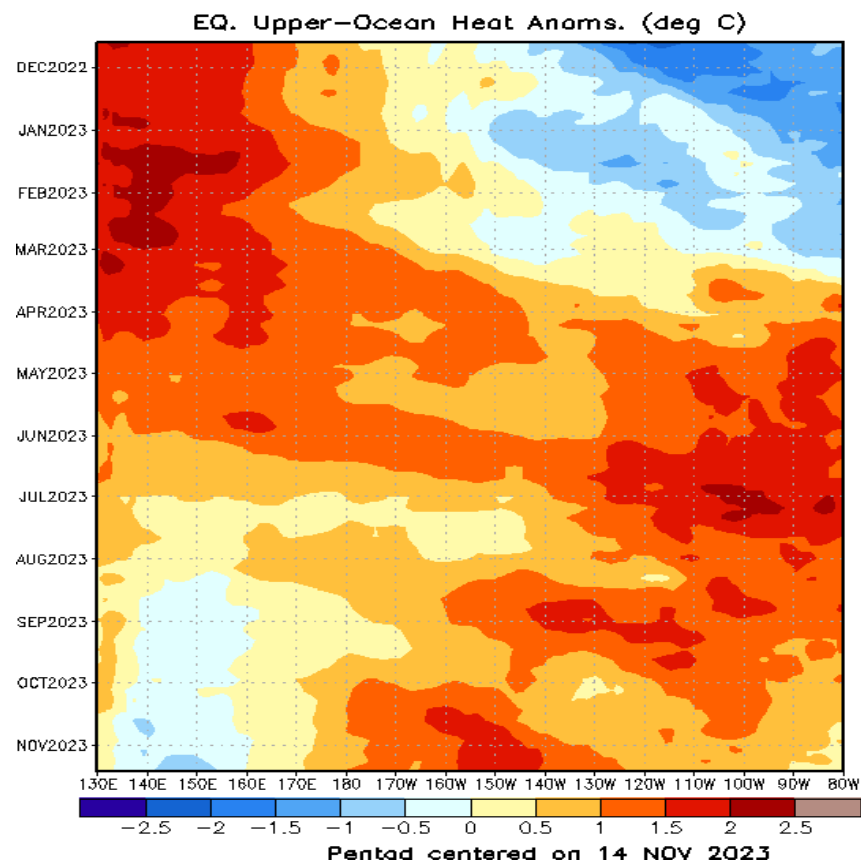 EQ. Upper-Ocean Heat Anoms. (deg C)
DEC2022
JAN2023
FEB2023
MAR2023
APR2023
MAY2023
JUN2023
JUL2023
AUG2023
SEP2023
OCT2023
NOV2023
130E 140E 150E 160E 170E 180 170W 160W 150W 140W 130W 120W 110W 100W 90W 80W
-2.5 -2 -1.5 -1 -0.5 0 0.5 1 1.5 2 2.5
Pentad centered on 14 NOV 2023